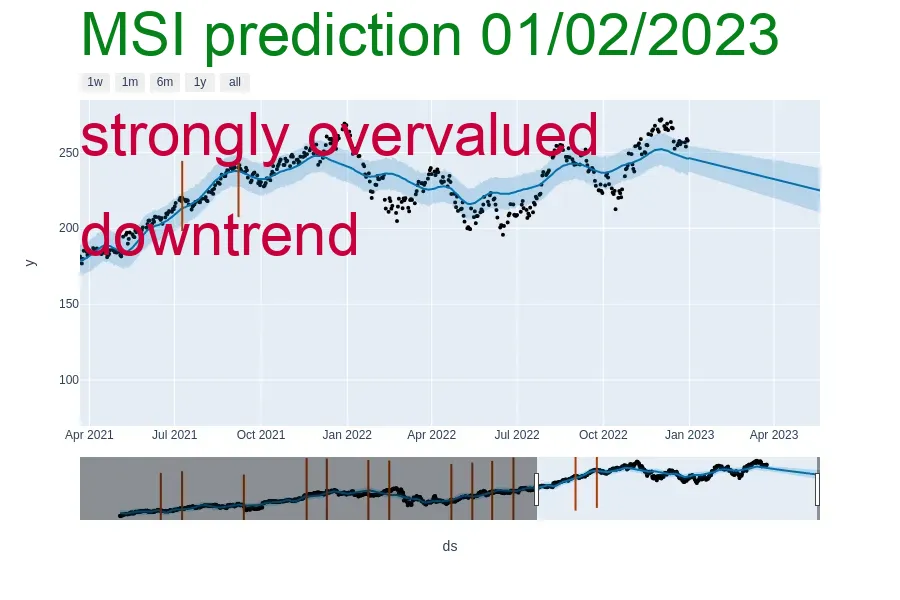 MSI prediction 01/02/2023
1w 1m 6m 1y all
strongly overvalued
250
downtrend
200
y
150
100
Apr 2021 Jul 2021 Oct 2021 Jan 2022 Apr 2022 Jul 2022 Oct 2022 Jan 2023 Apr 2023
ds